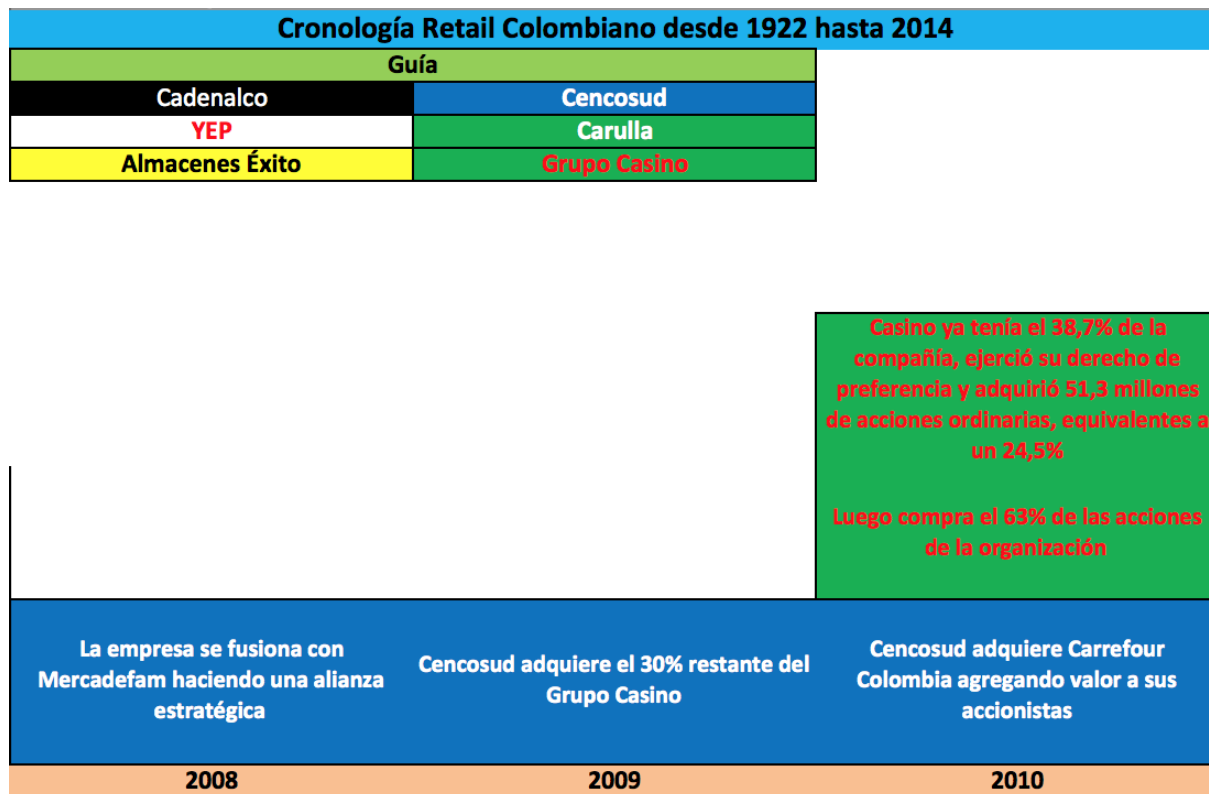 Cronología Retail Colombiano desde 1922 hasta 2014
Guía
Cadenalco
Cencosud
YEP
Carulla
Almacenes Éxito
Grupo Casino
Casino ya tenía el 38,7% de la
compañía, ejerció su derecho de
preferencia y adquirió 51,3 millones
de acciones ordinarias, equivalentes a
un 24,5%
Luego compra el 63% de las acciones
de la organización
La empresa se fusiona con
Mercadefam haciendo una alianza
estratégica
Cencosud adquiere el 30% restante del
Grupo Casino
Cencosud adquiere Carrefour
Colombia agregando valor a sus
accionistas
2008
2009
2010